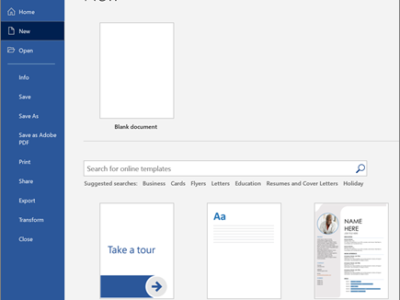 Home
New
Open
Info
Save
Save As
Save as Adobe
PDF
Print
Share
Export
Transform
Close
Blank document
Search for online templates
Suggested searches: Business Cards Flyers Letters Education Resumes and Cover Letters Holiday
Take a tour
Aa
NAME
HERE